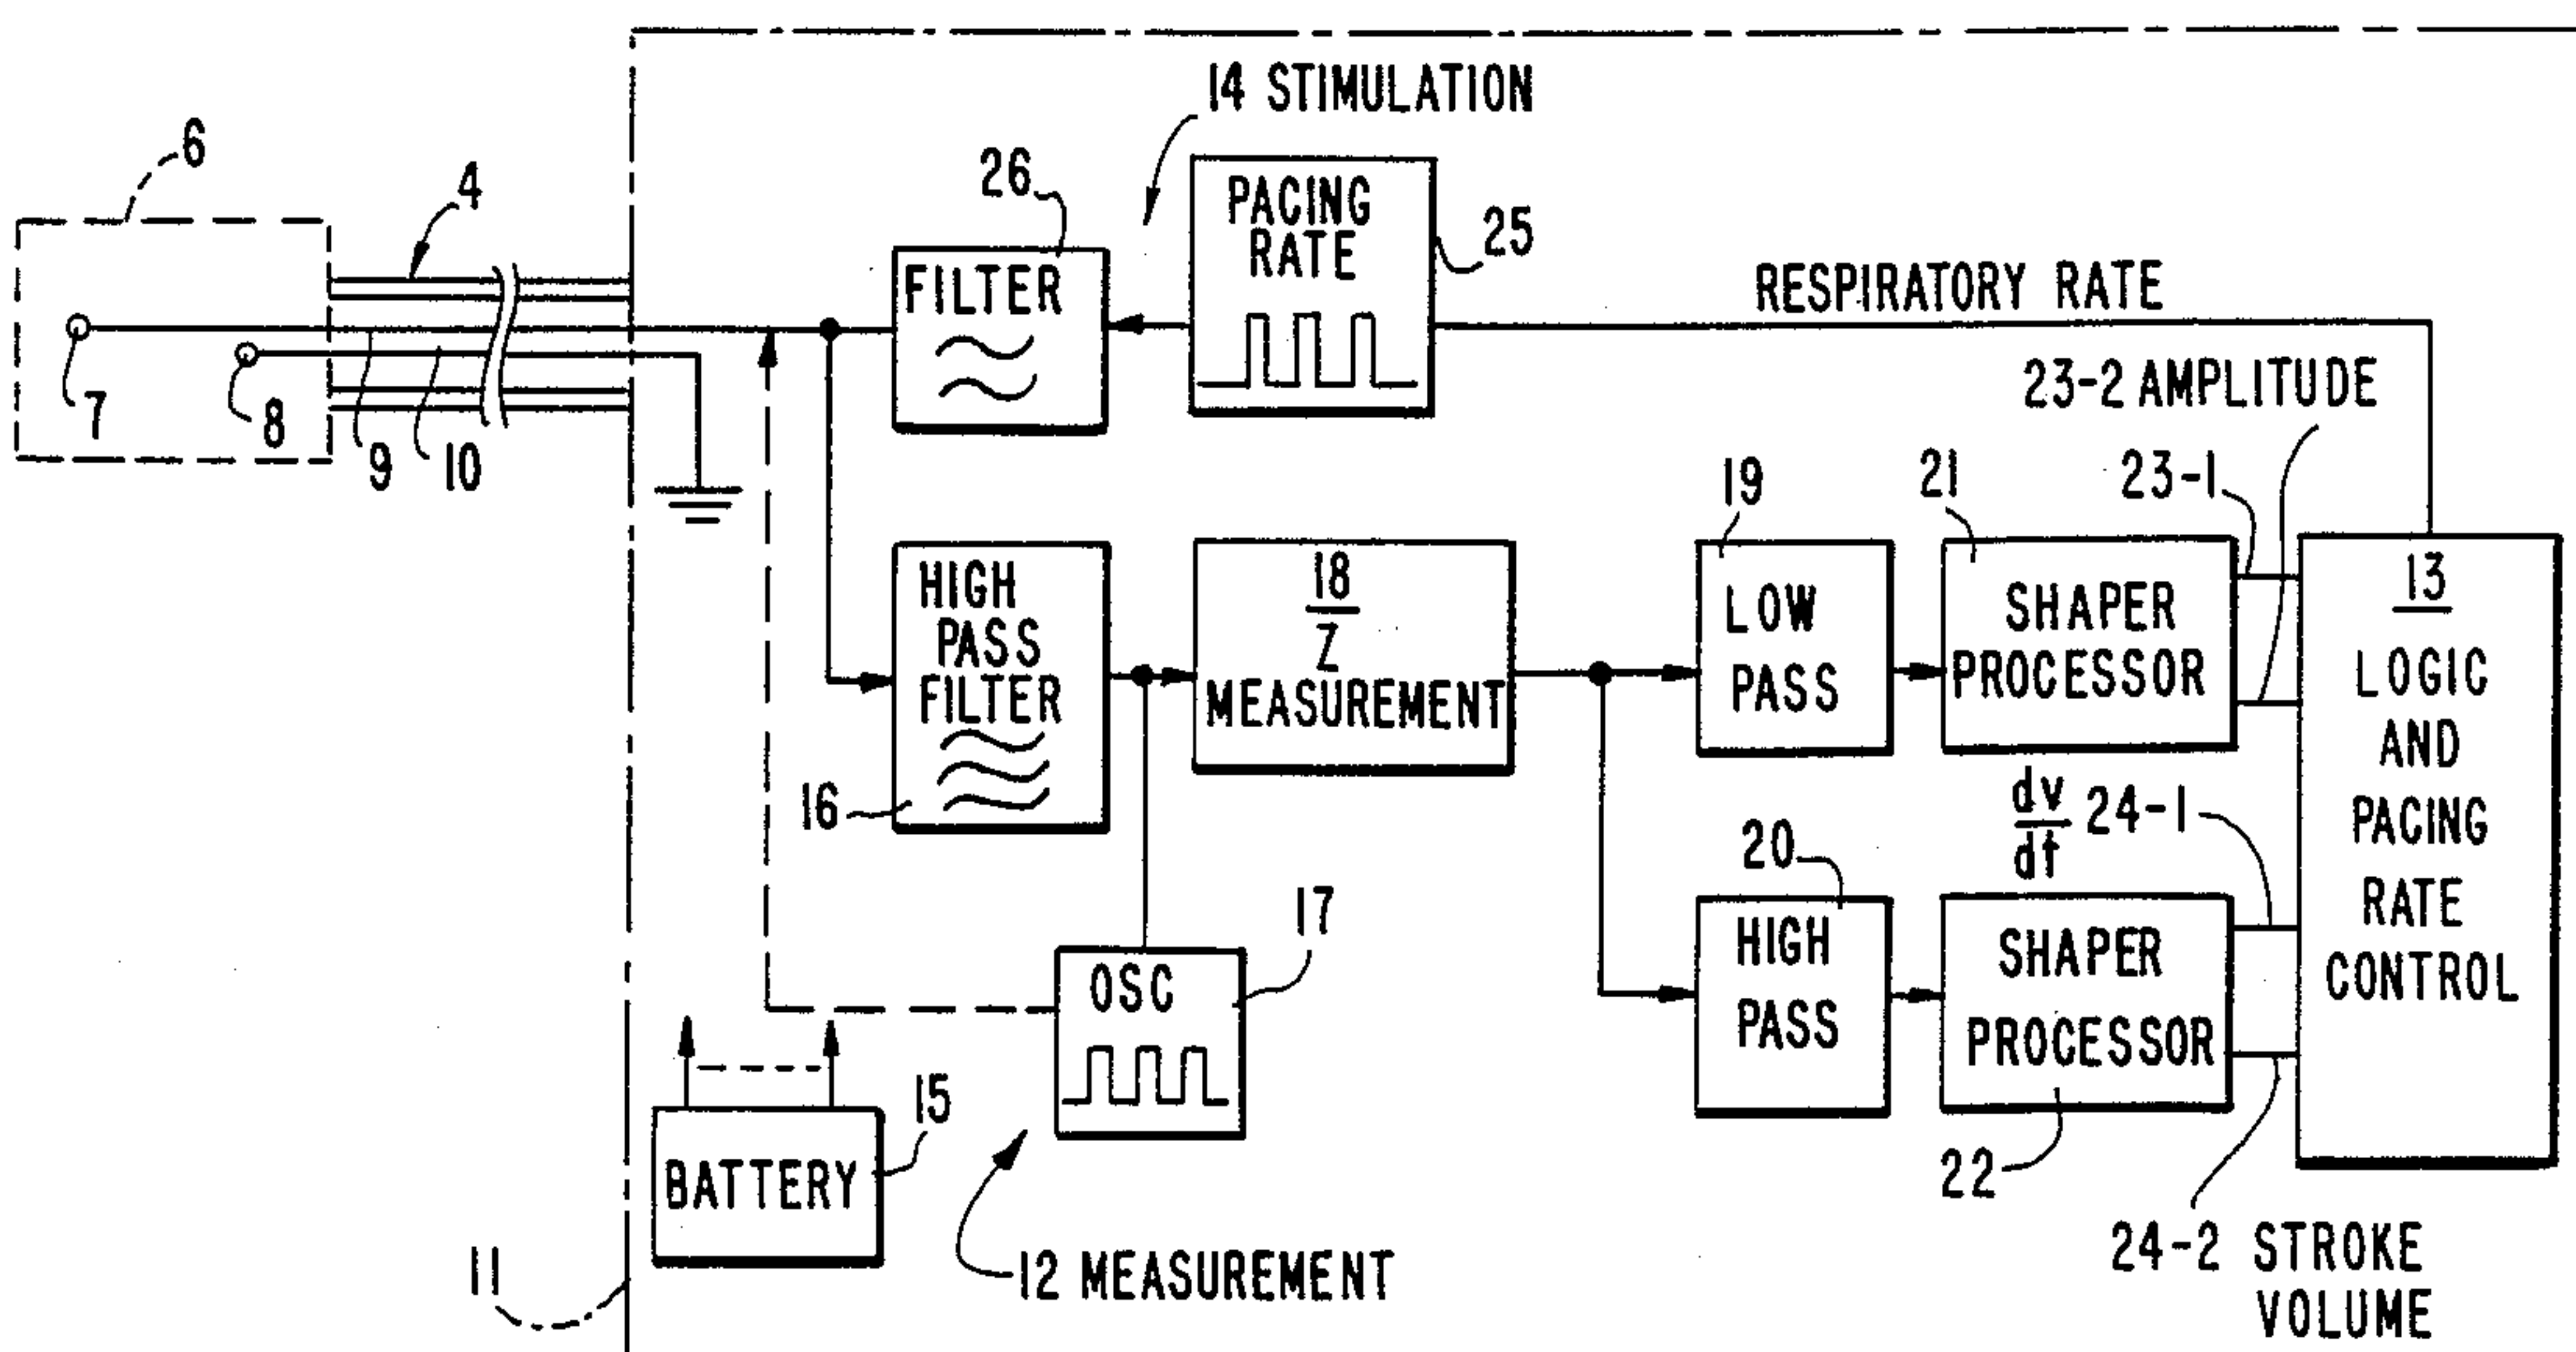 14 STIMULATION
6
4
26
PACING
RATE
25
FILTER
RESPIRATORY RATE
23-2 AMPLITUDE
7
8
9
10
23-1
19
21
HIGH
PASS
FILTER
16
18
Z
MEASUREMENT
LOW
PASS
SHAPER
PROCESSOR
13
LOGIC
AND
PACING
RATE
CONTROL
dv
dt
24-1
20
17
OSC
HIGH
PASS
SHAPER
PROCESSOR
22
15
BATTERY
11
12 MEASUREMENT
24-2 STROKE
VOLUME